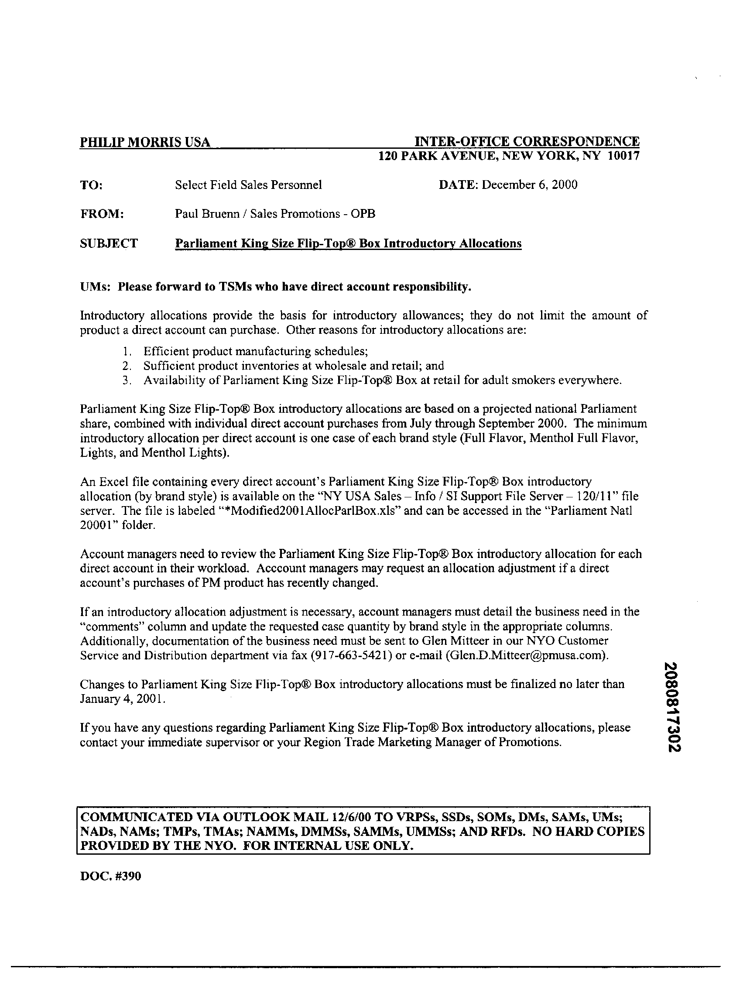 PHILIP MORRIS USA INTER-OFFICE CORRESPONDENCE
120 PARK AVENUE, NEW YORK, NY 10017
TO: Select Field Sales Personnel DATE: December 6, 2000
FROM: Paul Bruenn / Sales Promotions - OPB
SUBJECT Parliament King Size Flip-Top® Box Introductory Allocations
UMs: Please forward to TSMs who have direct account responsibility.
Introductory allocations provide the basis for introductory allowances; they do not limit the amount of
product a direct account can purchase. Other reasons for introductory allocations are:
1. Efficient product manufacturing schedules;
2. Sufficient product inventories at wholesale and retail; and
3. Availability of Parliament King Size Flip-Top® Box at retail for adult smokers everywhere.
Parliament King Size Flip-Top® Box introductory allocations are based on a projected national Parliament
share, combined with individual direct account purchases from July through September 2000. The minimum
introductory allocation per direct account is one case of each brand style (Full Flavor, Menthol Full Flavor,
Lights, and Menthol Lights).
An Excel file containing every direct account's Parliament King Size Flip-Top® Box introductory
allocation (by brand style) is available on the "NY USA Sales – Info / SI Support File Server – 120/11" file
server. The file is labeled "*Modified2001AllocParlBox.xls" and can be accessed in the "Parliament Natl
20001" folder.
Account managers need to review the Parliament King Size Flip-Top® Box introductory allocation for each
direct account in their workload. Acccount managers may request an allocation adjustment if a direct
account's purchases of PM product has recently changed.
If an introductory allocation adjustment is necessary, account managers must detail the business need in the
"comments" column and update the requested case quantity by brand style in the appropriate columns.
Additionally, documentation of the business need must be sent to Glen Mitteer in our NYO Customer
Service and Distribution department via fax (917-663-5421) or e-mail (Glen.D.Mitteer@pmusa.com).
Changes to Parliament King Size Flip-Top® Box introductory allocations must be finalized no later than
January 4, 2001.
If you have any questions regarding Parliament King Size Flip-Top® Box introductory allocations, please
contact your immediate supervisor or your Region Trade Marketing Manager of Promotions.
2080817302
COMMUNICATED VIA OUTLOOK MAIL 12/6/00 TO VRPSs, SSDs, SOMs, DMs, SAMs, UMs;
NADs, NAMs; TMPs, TMAs; NAMMs, DMMSs, SAMMs, UMMSs; AND RFDs. NO HARD COPIES
PROVIDED BY THE NYO. FOR INTERNAL USE ONLY.
DOC. #390